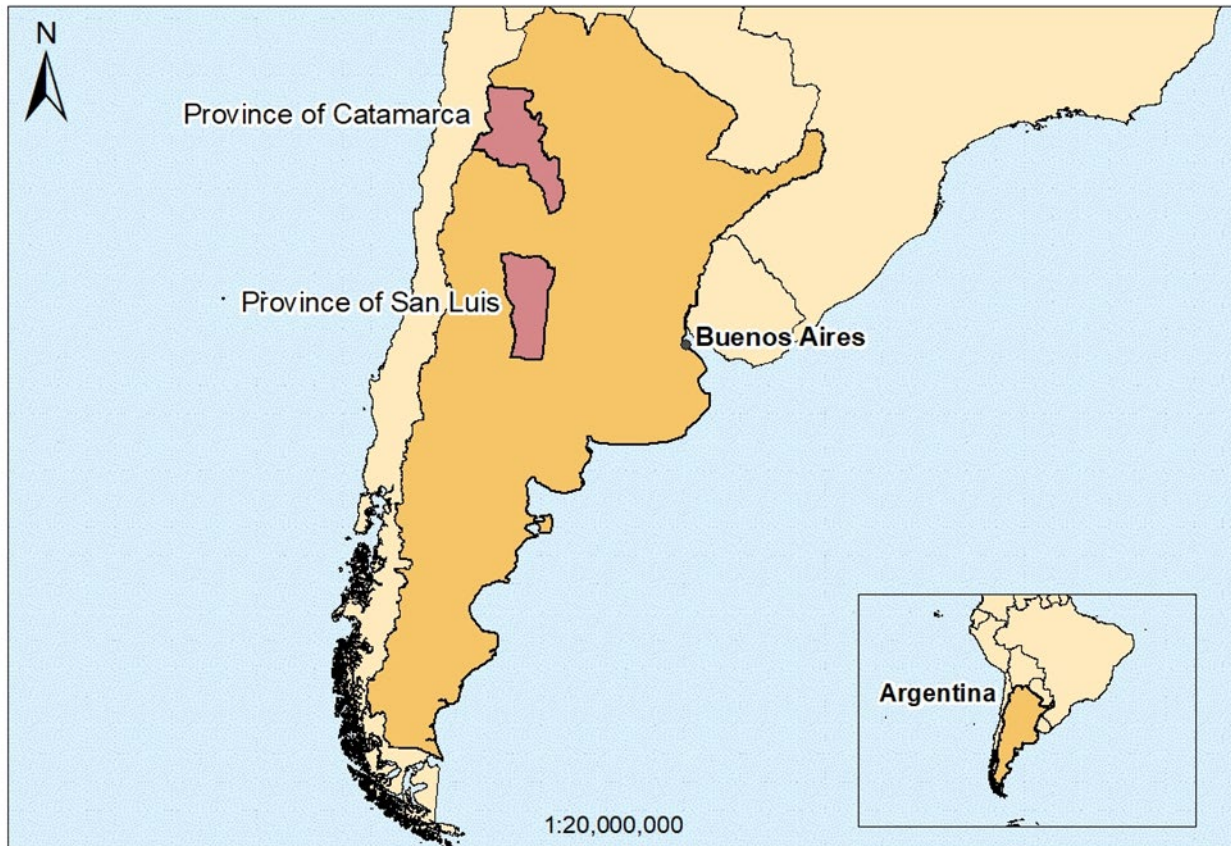 N
Province of Catamarca
Province of San Luis
Buenos Aires
Argentina
1:20,000,000